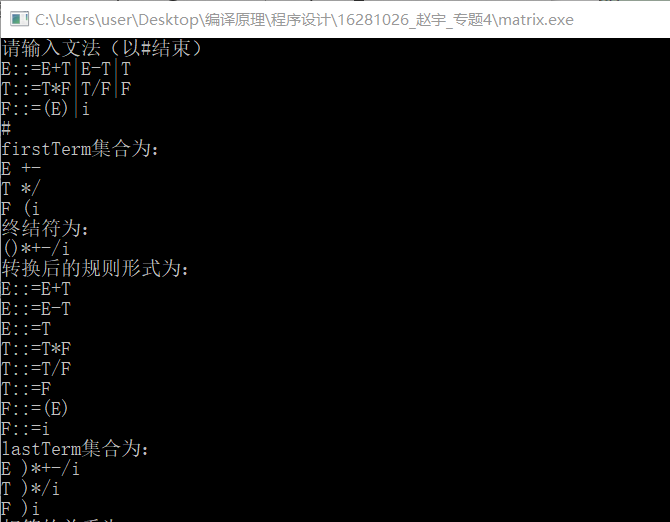 C:\Users\user\Desktop\编译原理\程序设计\16281026_赵宇_专题4\matrix.exe
请输入文法（以#结束）
E::=E+T|E-T|T
T::=T*F|T/F|F
F::=(E)|i
#
firstTerm集合为：
E +-
T */
F (i
终结符为：
()*+-/i
转换后的规则形式为：
E::=E+T
E::=E-T
E::=T
T::=T*F
T::=T/F
T::=F
F::=(E)
F::=i
lastTerm集合为：
E )*+-/i
T )*/i
F )i